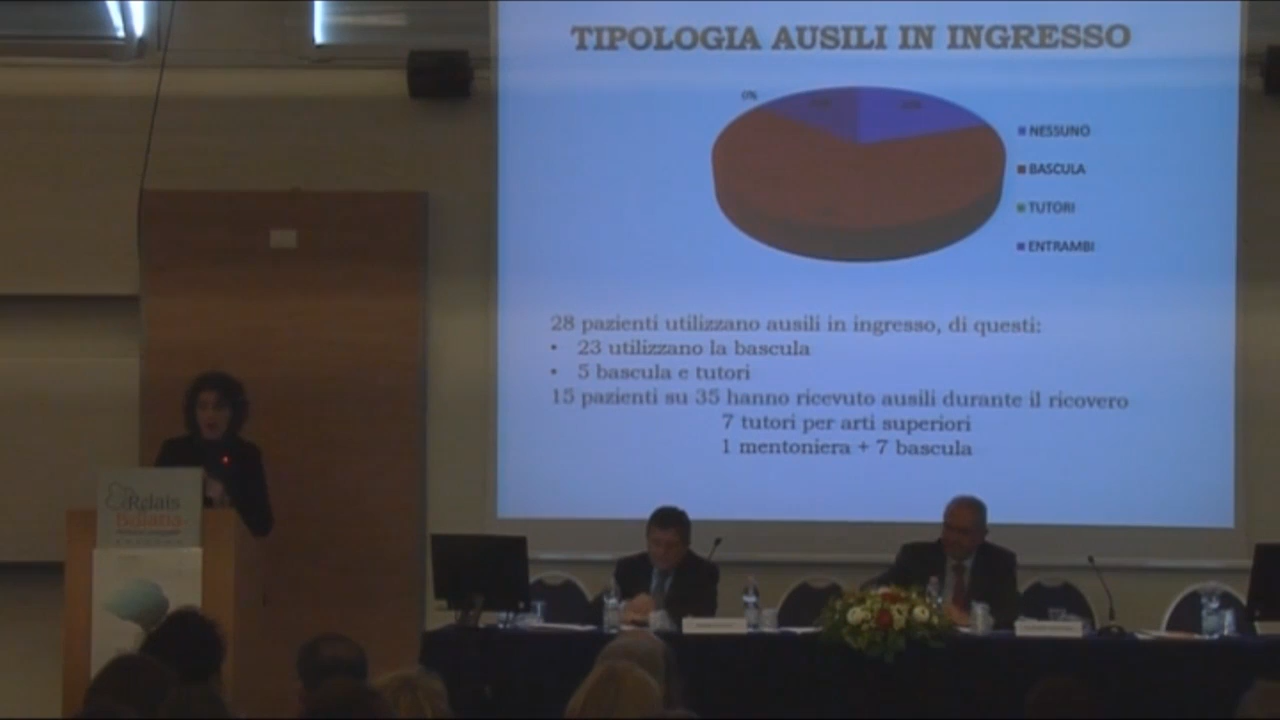 TIPOLOGIA AUSILI IN INGRESSO
0%
NESSUNO
BASCULA
TUTORI
ENTRAMBI
28 pazienti utilizzano ausili in ingresso, di questi:
• 23 utilizzano la bascula
• 5 bascula e tutori
15 pazienti su 35 hanno ricevuto ausili durante il ricovero
7 tutori per arti superiori
1 mentoniera + 7 bascula
Relais